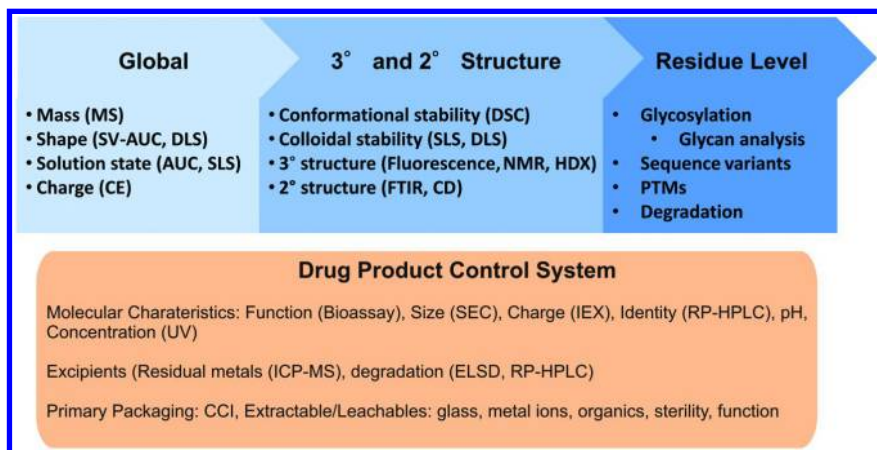 Global
• Mass (MS)
• Shape (SV-AUC, DLS)
• Solution state (AUC, SLS)
• Charge (CE)
3° and 2° Structure
• Conformational stability (DSC)
• Colloidal stability (SLS, DLS)
• 3° structure (Fluorescence, NMR, HDX)
• 2° structure (FTIR, CD)
Residue Level
• Glycosylation
• Glycan analysis
• Sequence variants
• PTMs
• Degradation
Drug Product Control System
Molecular Charateristics: Function (Bioassay), Size (SEC), Charge (IEX), Identity (RP-HPLC), pH,
Concentration (UV)
Excipients (Residual metals (ICP-MS), degradation (ELSD, RP-HPLC)
Primary Packaging: CCI, Extractable/Leachables: glass, metal ions, organics, sterility, function